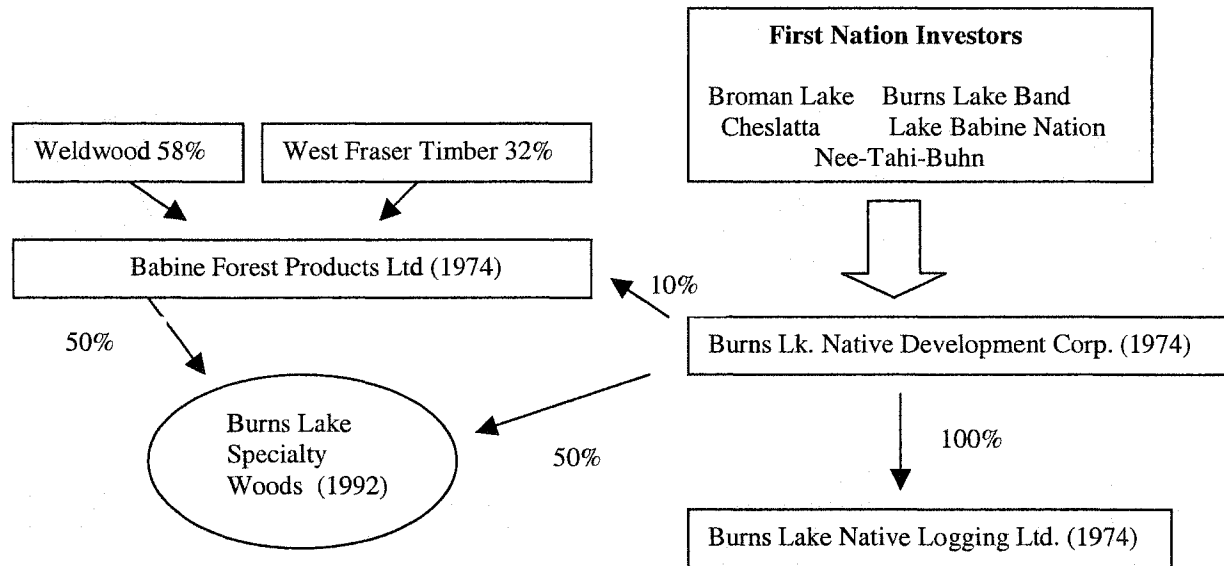 First Nation Investors
Broman Lake Burns Lake Band
Cheslatta Lake Babine Nation
Nee-Tahi-Buhn
Weldwood 58%
West Fraser Timber 32%
Babine Forest Products Ltd (1974)
10%
50%
Burns Lk. Native Development Corp. (1974)
Burns Lake
Specialty
Woods (1992)
50%
100%
Burns Lake Native Logging Ltd. (1974)